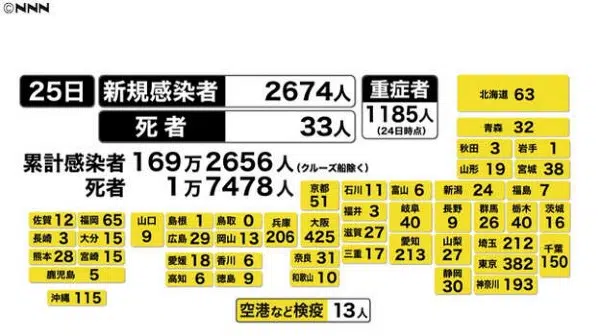 ©NNN
25日 新規感染者 2674人
死者 33人
重症者
1185人
(24日時点)
累計感染者 169万2656人 (クルーズ船除く)
死者 1万7478人
北海道 63
青森 32
秋田 3 岩手 1
山形 19 宮城 38
京都 51 石川 11 富山 6 新潟 24 福島 7
佐賀 12 福岡 65 山口 9 島根 1 鳥取 0 兵庫 206 大阪 425 福井 3 岐阜 40 長野 9 群馬 26 栃木 40 茨城 16
長崎 3 大分 15 広島 29 岡山 13 滋賀 27 愛知 213 山梨 27 埼玉 212 千葉 150
熊本 28 宮崎 15 愛媛 18 香川 6 奈良 31 三重 17 東京 382
鹿児島 5 高知 6 徳島 9 和歌山 10 静岡 30 神奈川 193
沖縄 115
空港など検疫 13人